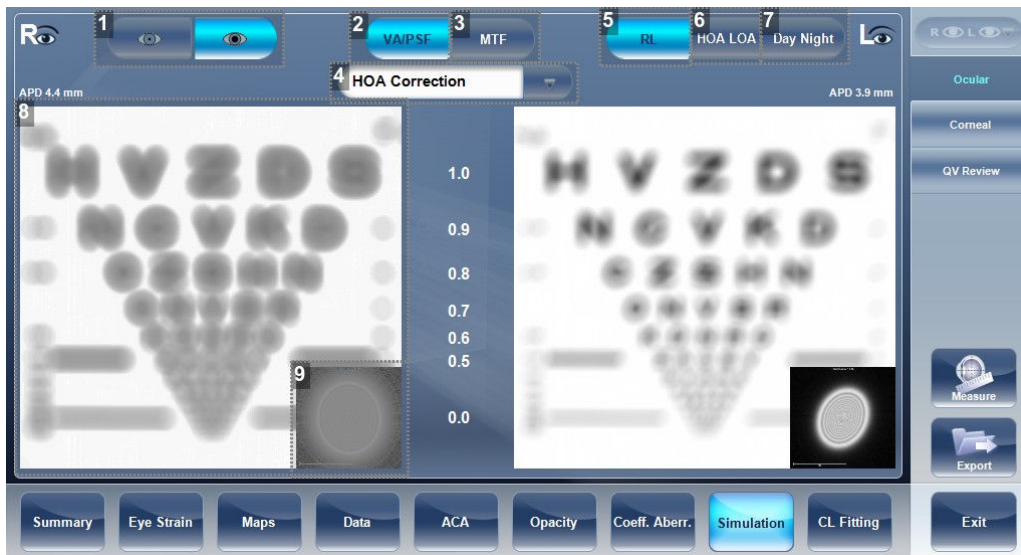 R
1
2
VA/PSF
3
MTF
5
RL
6
HOA LOA
7
Day Night
L
R L
4
HOA Correction
APD 4.4 mm
APD 3.9 mm
Ocular
Corneal
QV Review
8
H V Z D S
1.0
H V Z D S
N O V K D
0.9
N C V K D
0.8
0.7
0.6
0.5
9
0.0
Measure
Export
Summary
Eye Strain
Maps
Data
ACA
Opacity
Coeff. Aberr.
Simulation
CL Fitting
Exit